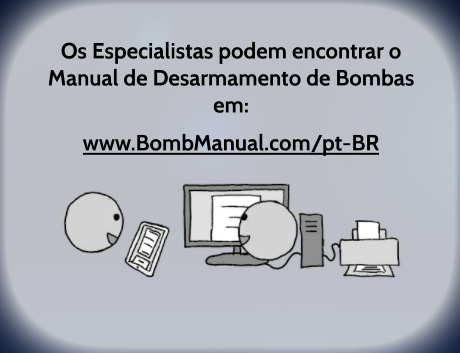 Os Especialistas podem encontrar o
Manual de Desarmamento de Bombas
em:
www.BombManual.com/pt-BR